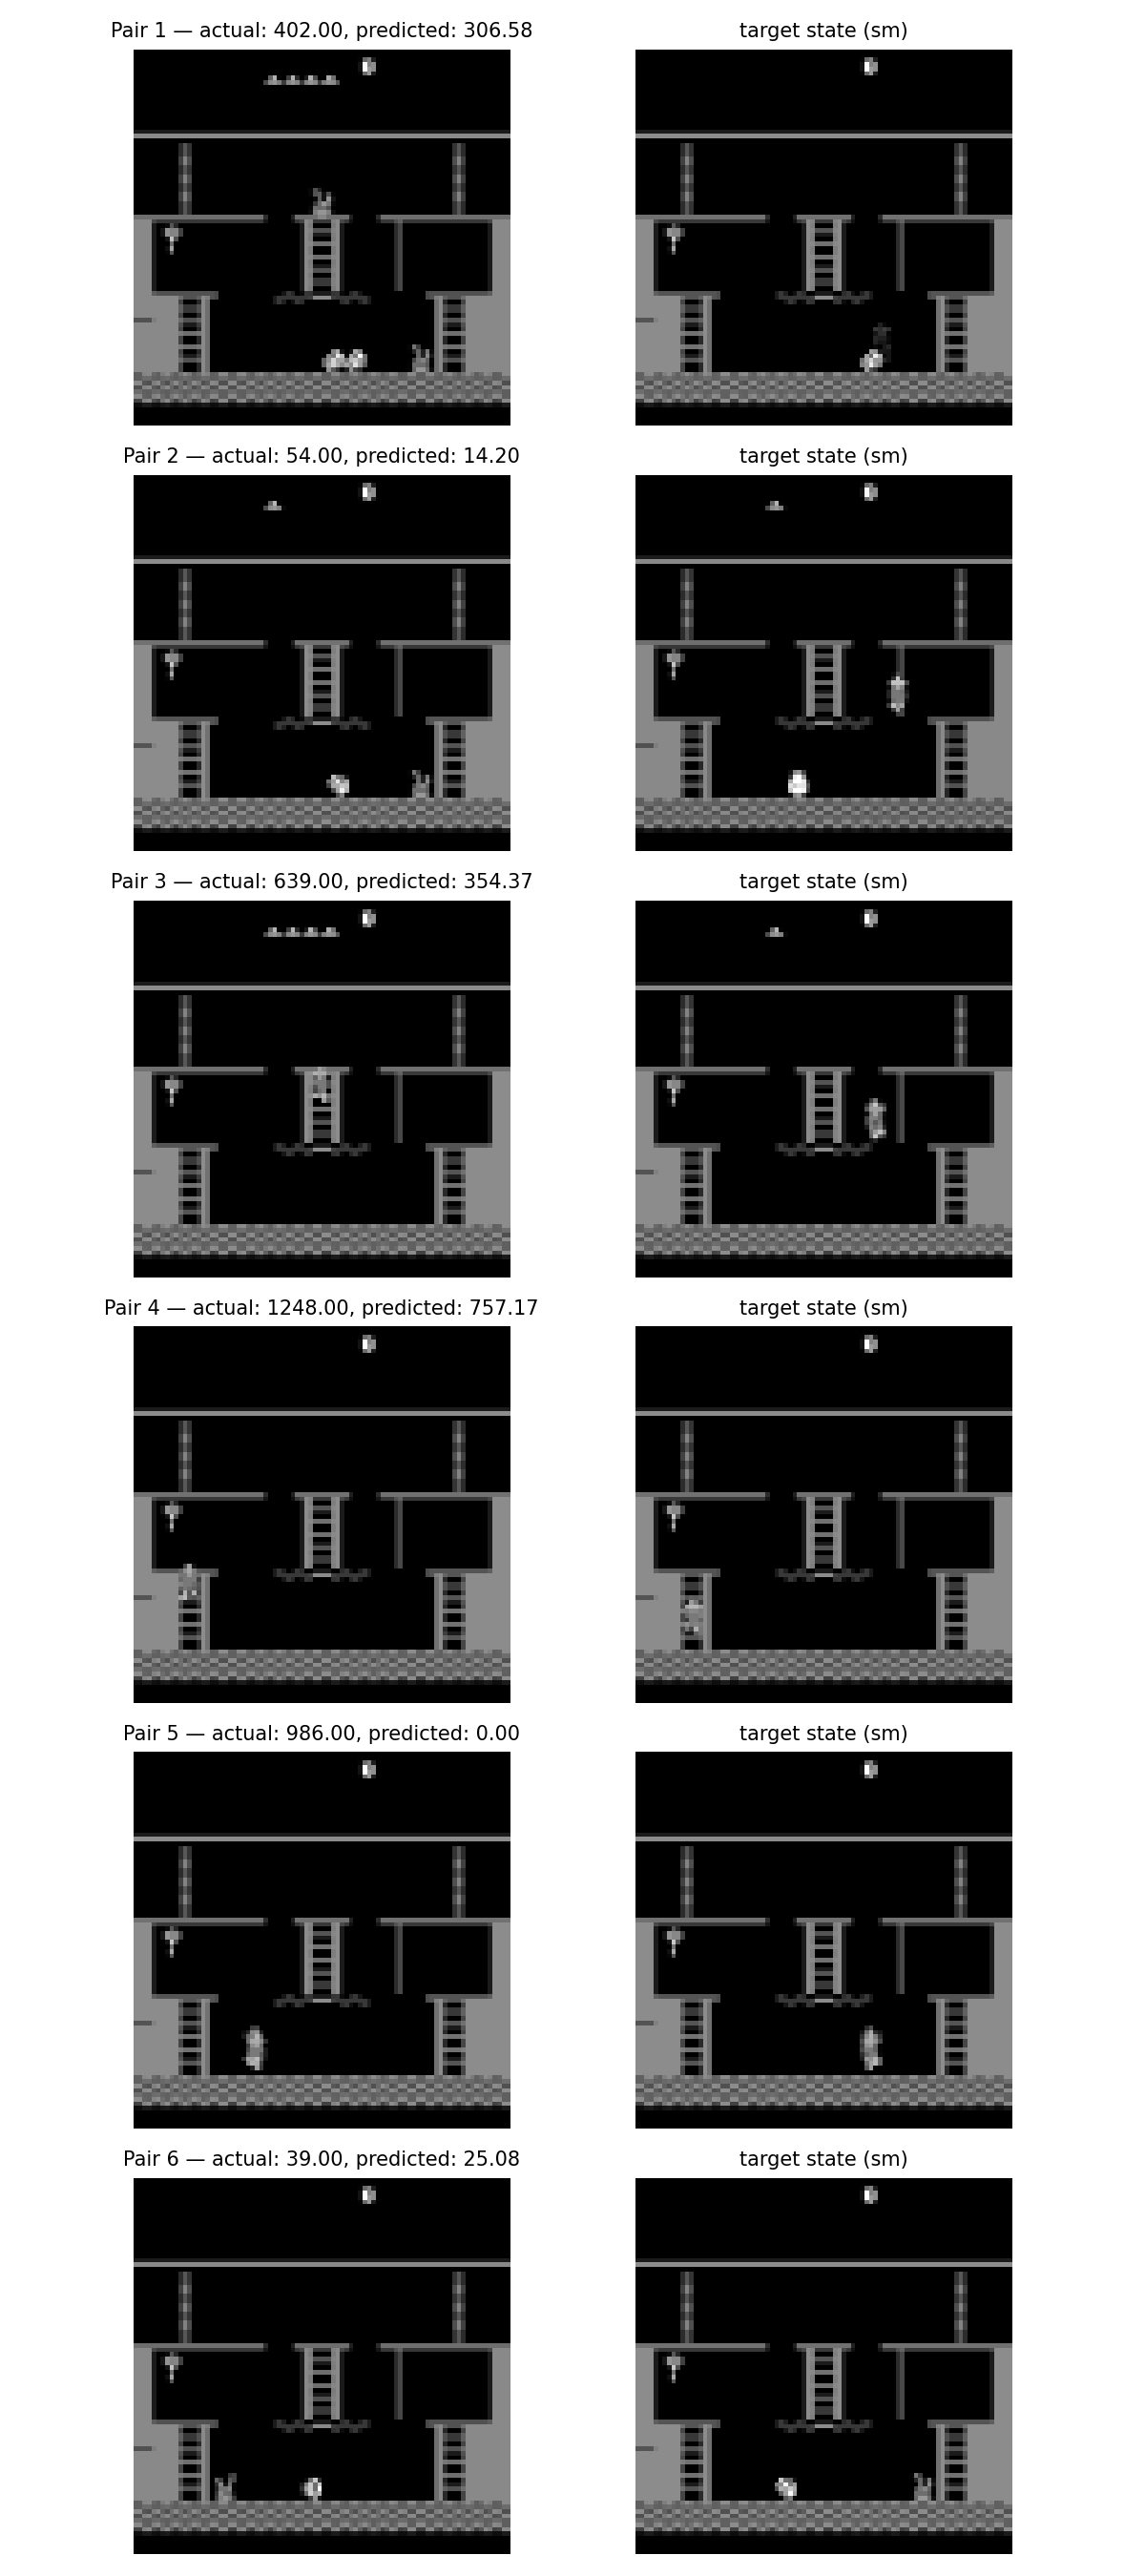 Pair 1 — actual: 402.00, predicted: 306.58
target state (sm)
Pair 2 — actual: 54.00, predicted: 14.20
target state (sm)
Pair 3 — actual: 639.00, predicted: 354.37
target state (sm)
Pair 4 — actual: 1248.00, predicted: 757.17
target state (sm)
Pair 5 — actual: 986.00, predicted: 0.00
target state (sm)
Pair 6 — actual: 39.00, predicted: 25.08
target state (sm)